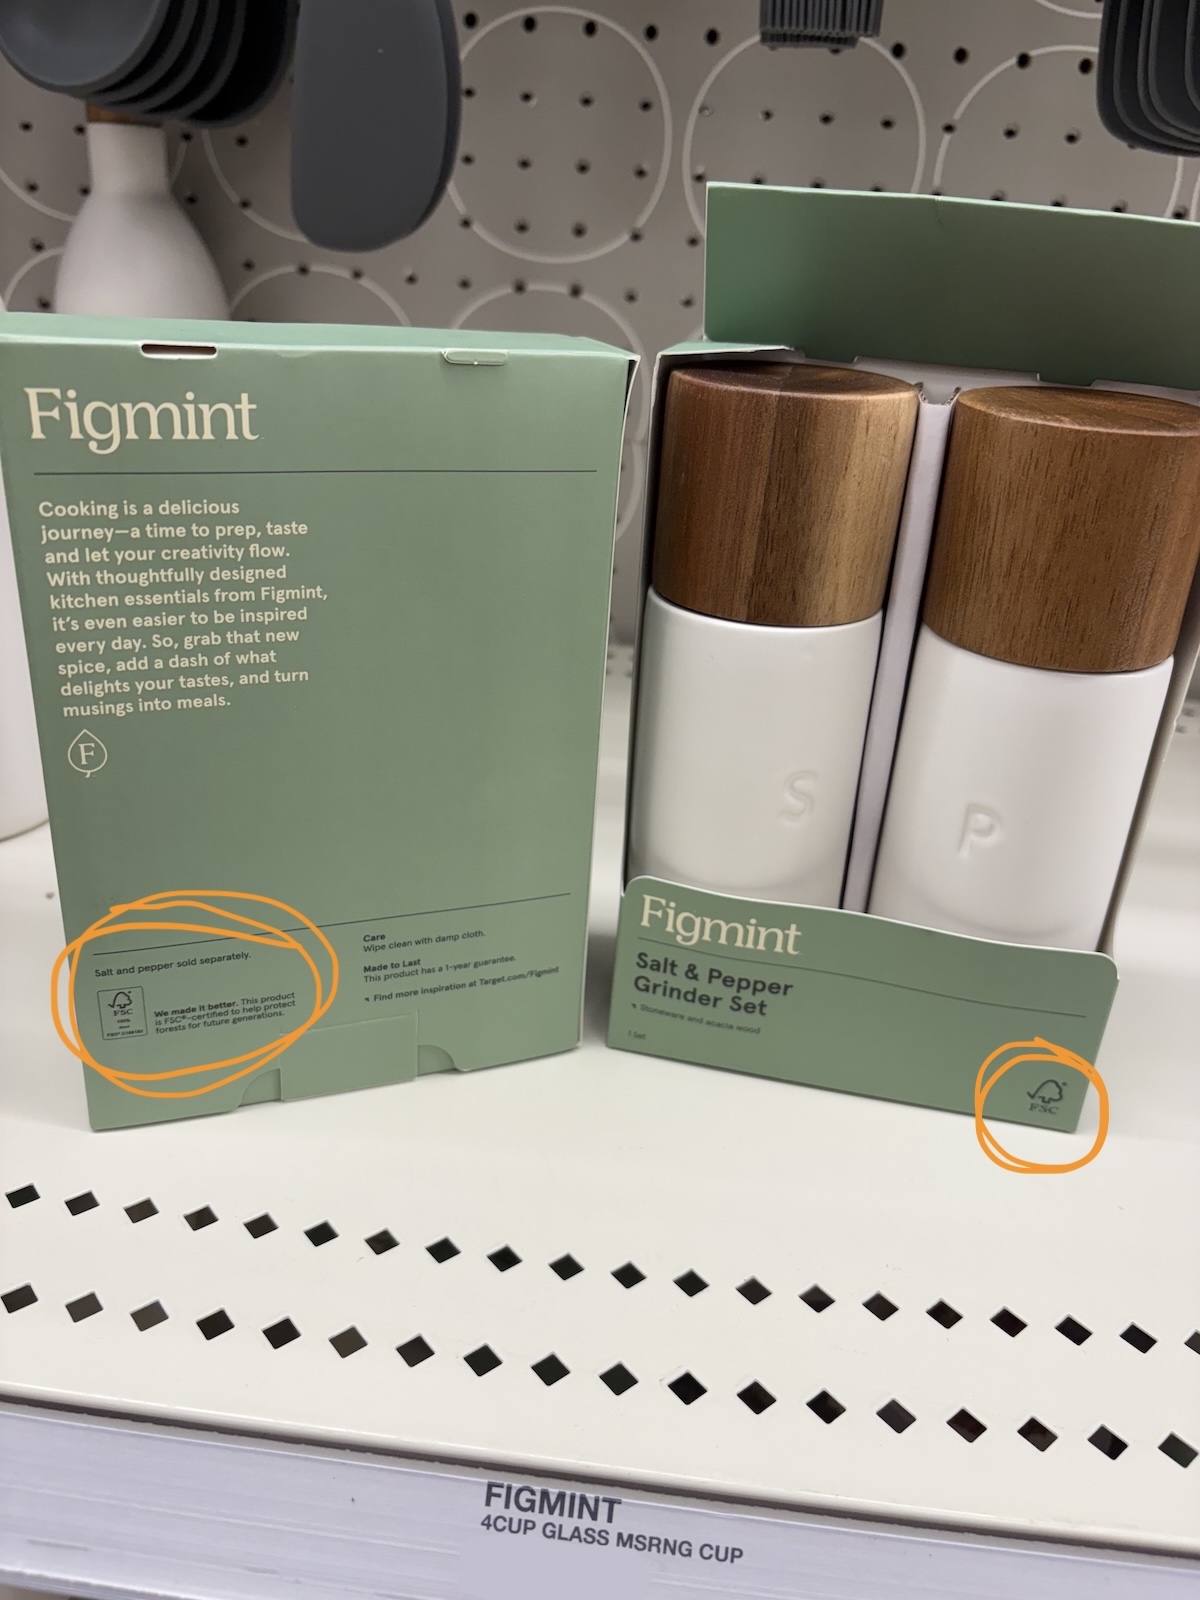 Figmint
Cooking is a delicious
journey—a time to prep, taste
and let your creativity flow.
With thoughtfully designed
kitchen essentials from Figmint,
it's even easier to be inspired
every day. So, grab that new
spice, add a dash of what
delights your tastes, and turn
musings into meals.
F
Salt and pepper sold separately.
FSC
100%
We made it better. This product
is FSC®-certified to help protect
forests for future generations.
Care
Wipe clean with damp cloth.
Made to Last
This product has a 1-year guarantee.
Find more inspiration at Target.com/Figmint
S
P
Figmint
Salt & Pepper
Grinder Set
Stoneware and acacia wood
1 Set
FSC
FIGMINT
4CUP GLASS MSRNG CUP